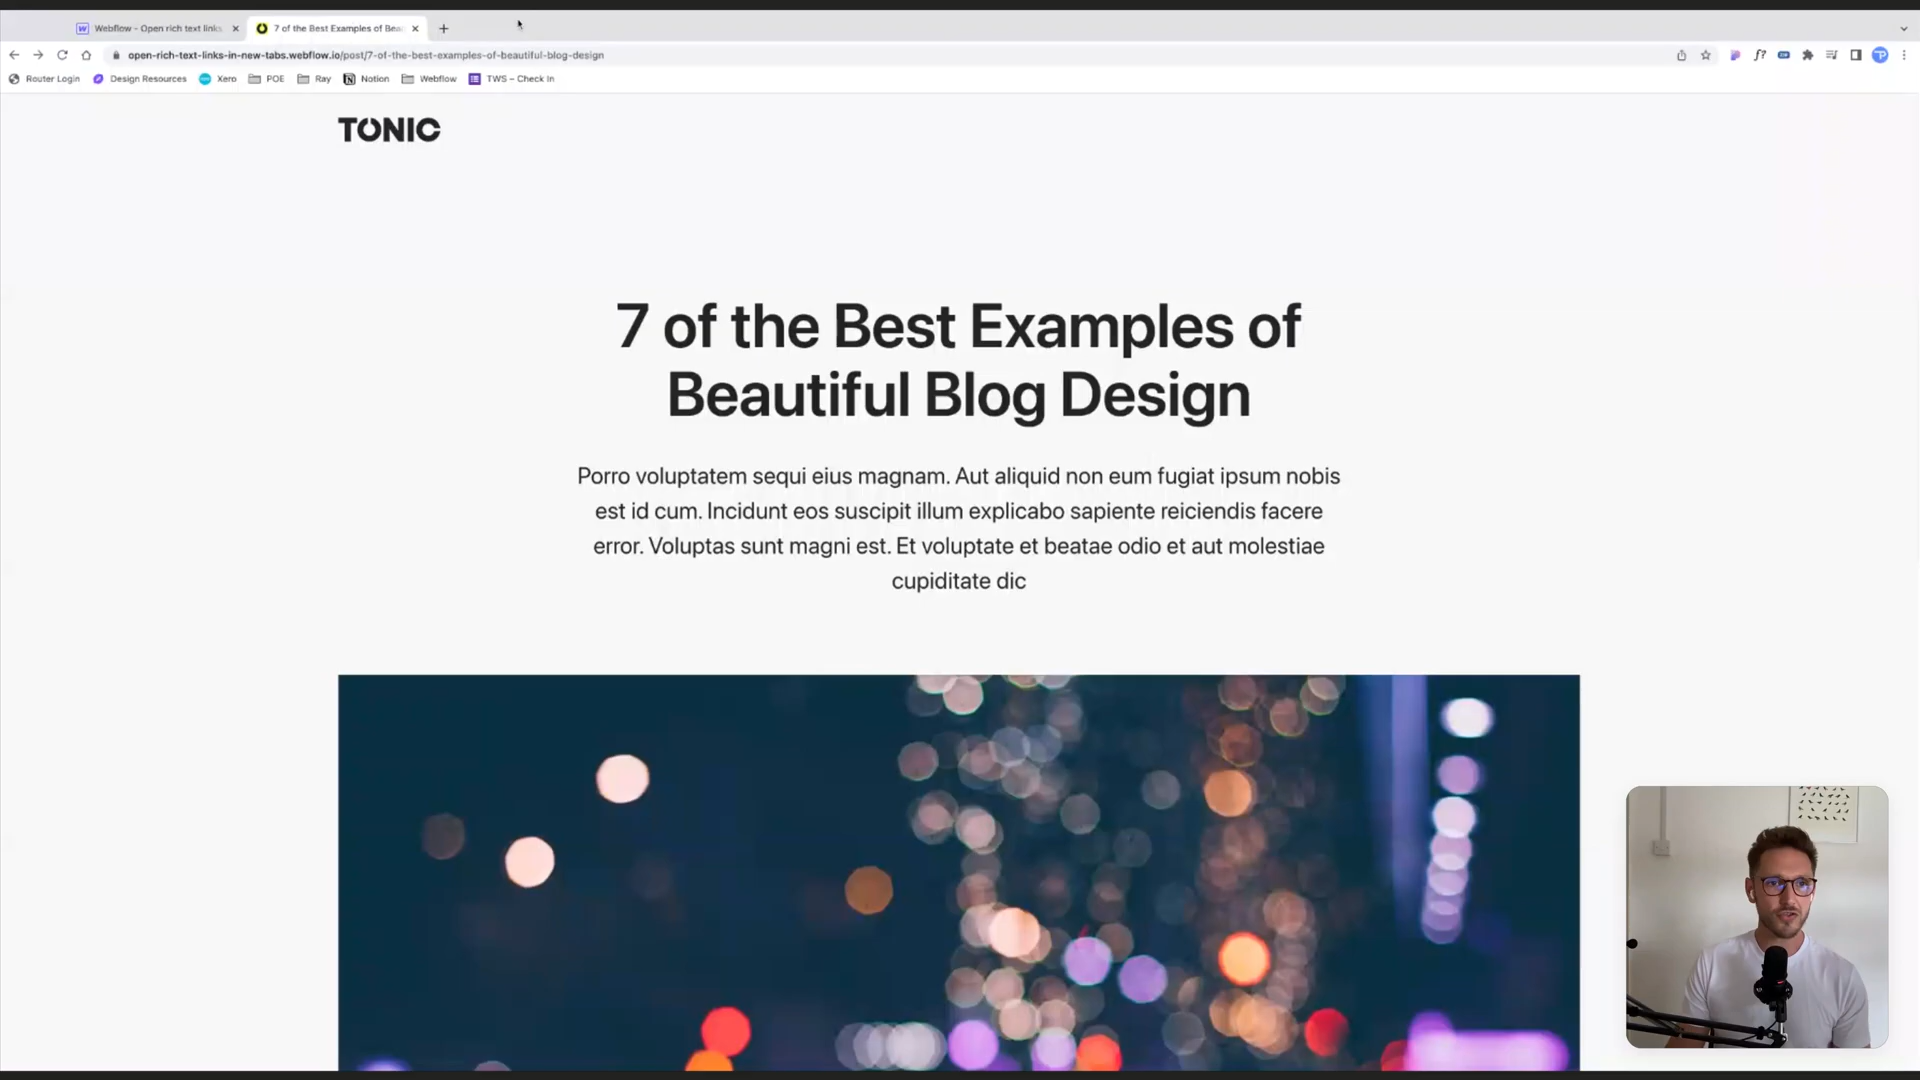 Webflow - Open rich text links
7 of the Best Examples of Bea
open-rich-text-links-in-new-tabs.webflow.io/post/7-of-the-best-examples-of-beautiful-blog-design
Router Login Design Resources Xero POE Ray Notion Webflow TWS – Check In
TONIC
7 of the Best Examples of
Beautiful Blog Design
Porro voluptatem sequi eius magnam. Aut aliquid non eum fugiat ipsum nobis
est id cum. Incidunt eos suscipit illum explicabo sapiente reiciendis facere
error. Voluptas sunt magni est. Et voluptate et beatae odio et aut molestiae
cupiditate dic